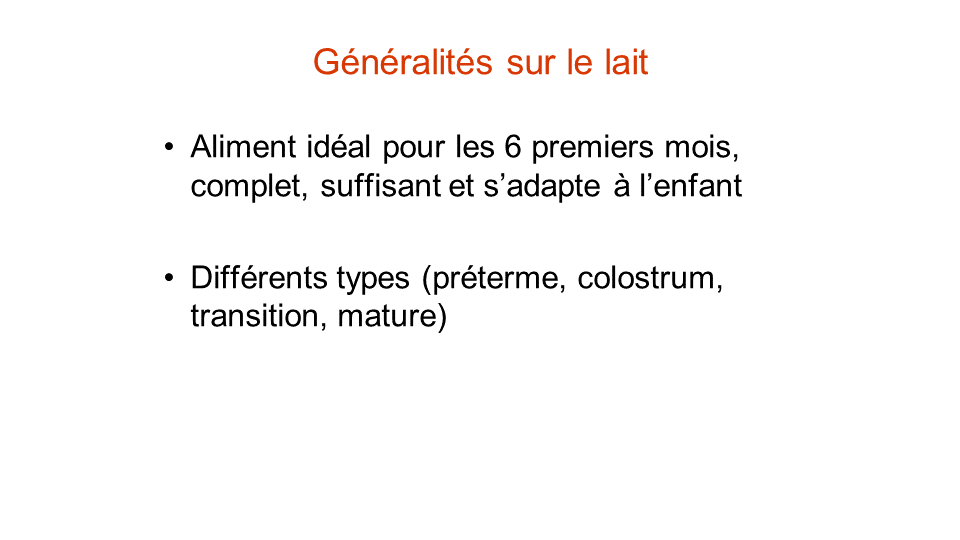 Généralités sur le lait
• Aliment idéal pour les 6 premiers mois,
complet, suffisant et s’adapte à l’enfant
• Différents types (préterme, colostrum,
transition, mature)